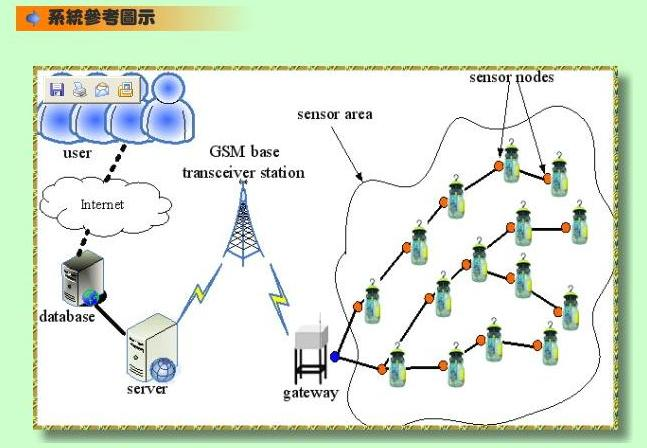 系統參考圖示
sensor nodes
sensor area
user
GSM base
transceiver station
Internet
database
server
gateway